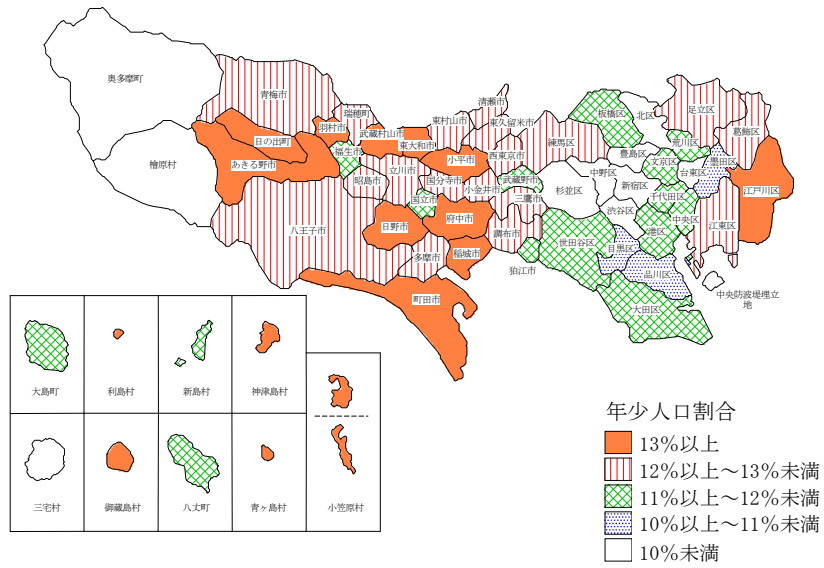 奥多摩町
檜原村
青梅市
日の出町
あきる野市
羽村市
瑞穂町
福生市
武蔵村山市
東大和市
昭島市
立川市
八王子市
東村山市
清瀬市
東久留米市
小平市
西東京市
国分寺市
小金井市
武蔵野市
三鷹市
国立市
日野市
府中市
調布市
多摩市
稲城市
狛江市
町田市
練馬区
板橋区
北区
足立区
葛飾区
荒川区
豊島区
文京区
台東区
墨田区
江戸川区
中野区
杉並区
新宿区
千代田区
中央区
渋谷区
港区
江東区
世田谷区
目黒区
品川区
大田区
中央防波堤埋立
地
大島町
利島村
新島村
神津島村
三宅村
御蔵島村
八丈町
青ヶ島村
小笠原村
年少人口割合
13%以上
12%以上～13%未満
11%以上～12%未満
10%以上～11%未満
10%未満